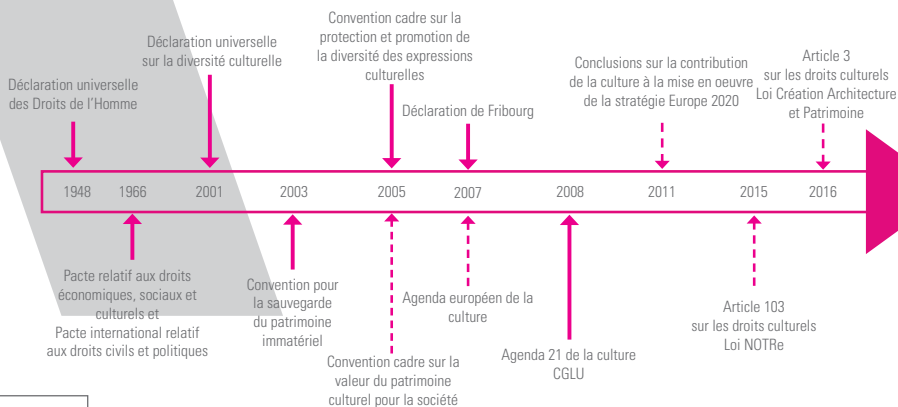 Convention cadre sur la
protection et promotion de
la diversité des expressions
culturelles
Déclaration universelle
sur la diversité culturelle
Déclaration universelle
des Droits de l'Homme
Déclaration de Fribourg
Conclusions sur la contribution
de la culture à la mise en oeuvre
de la stratégie Europe 2020
Article 3
sur les droits culturels
Loi Création Architecture
et Patrimoine
1948 1966 2001 2003 2005 2007 2008 2011 2015 2016
Pacte relatif aux droits
économiques, sociaux et
culturels et
Pacte international relatif
aux droits civils et politiques
Convention pour
la sauvegarde
du patrimoine
immatériel
Convention cadre sur la
valeur du patrimoine
culturel pour la société
Agenda européen de la
culture
Agenda 21 de la culture
CGLU
Article 103
sur les droits culturels
Loi NOTRe